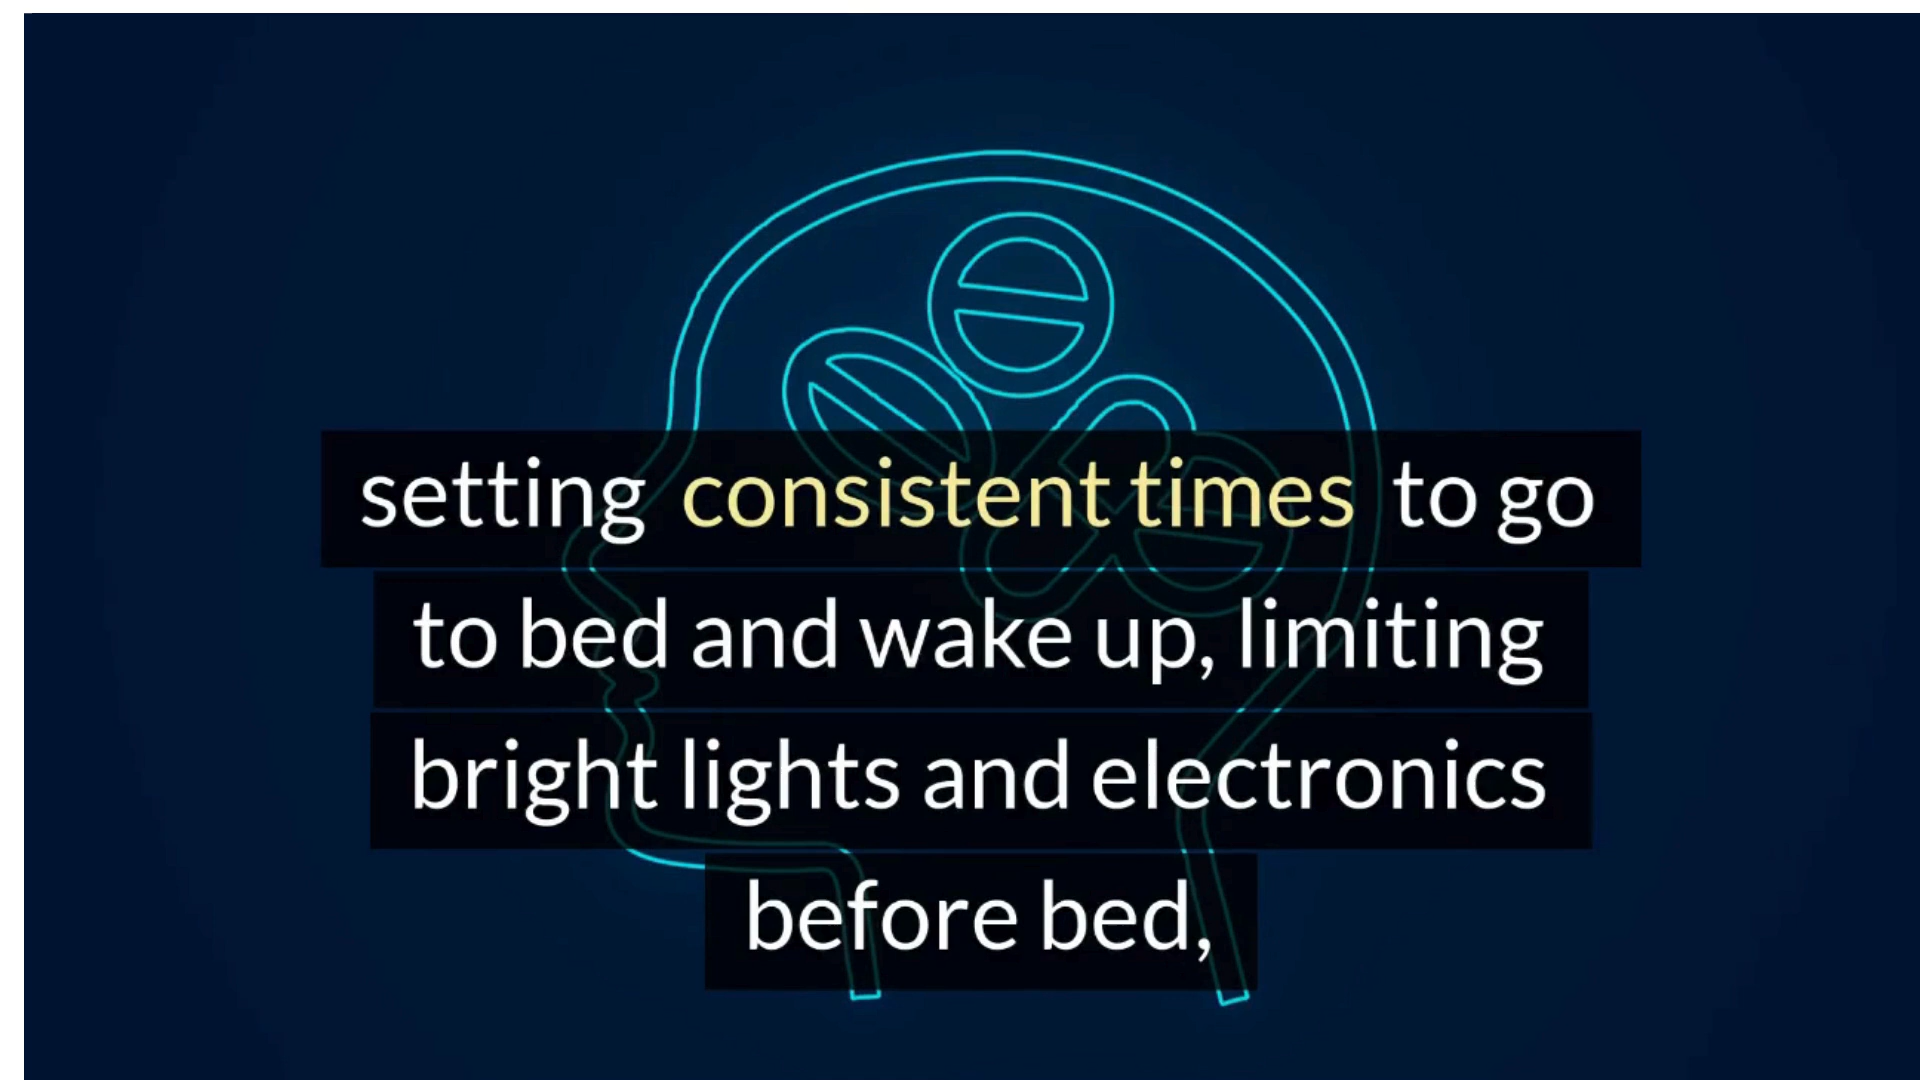 setting consistent times to go
to bed and wake up, limiting
bright lights and electronics
before bed,